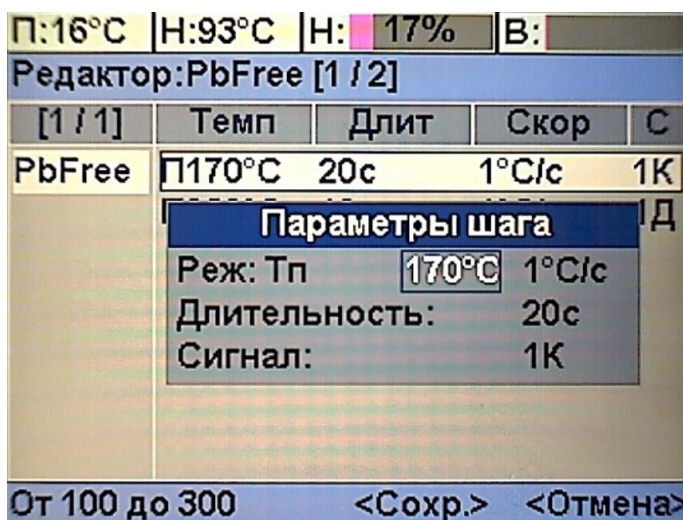 П:16°C Н:93°C Н: 17% В:
Редактор:PbFree [1 / 2]
[1 / 1] Темп Длит Скор С
PbFree П170°C 20с 1°C/с 1К
1Д
Параметры шага
Реж: Тп 170°C 1°C/с
Длительность: 20с
Сигнал: 1К
От 100 до 300 <Сохр.> <Отмена>